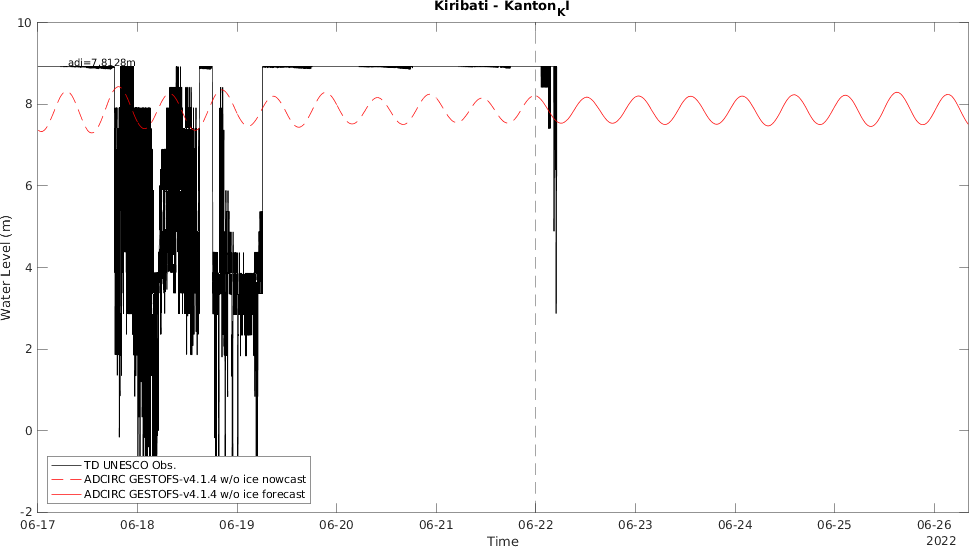 Kiribati - Kanton_KI
10
8
6
4
2
0
-2
Water Level (m)
adj=7.8128m
TD UNESCO Obs.
ADCIRC GESTOFS-v4.1.4 w/o ice nowcast
ADCIRC GESTOFS-v4.1.4 w/o ice forecast
06-17 06-18 06-19 06-20 06-21 06-22 06-23 06-24 06-25 06-26
Time
2022